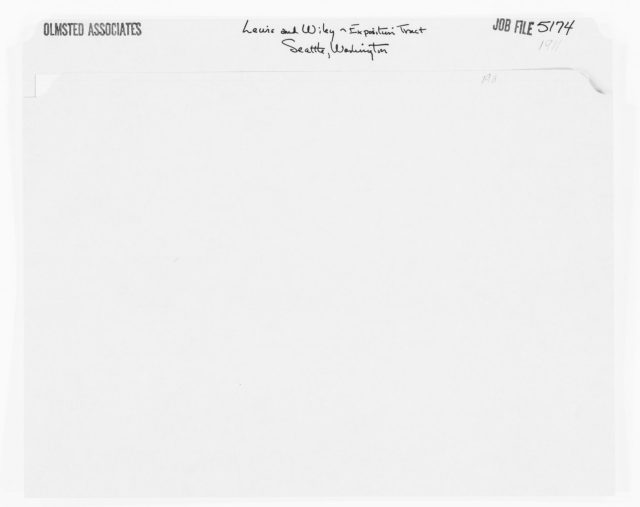 OLMSTED ASSOCIATES
Lewis and Wiley ~ Exposition Tract
Seattle, Washington
JOB FILE 5174
1911